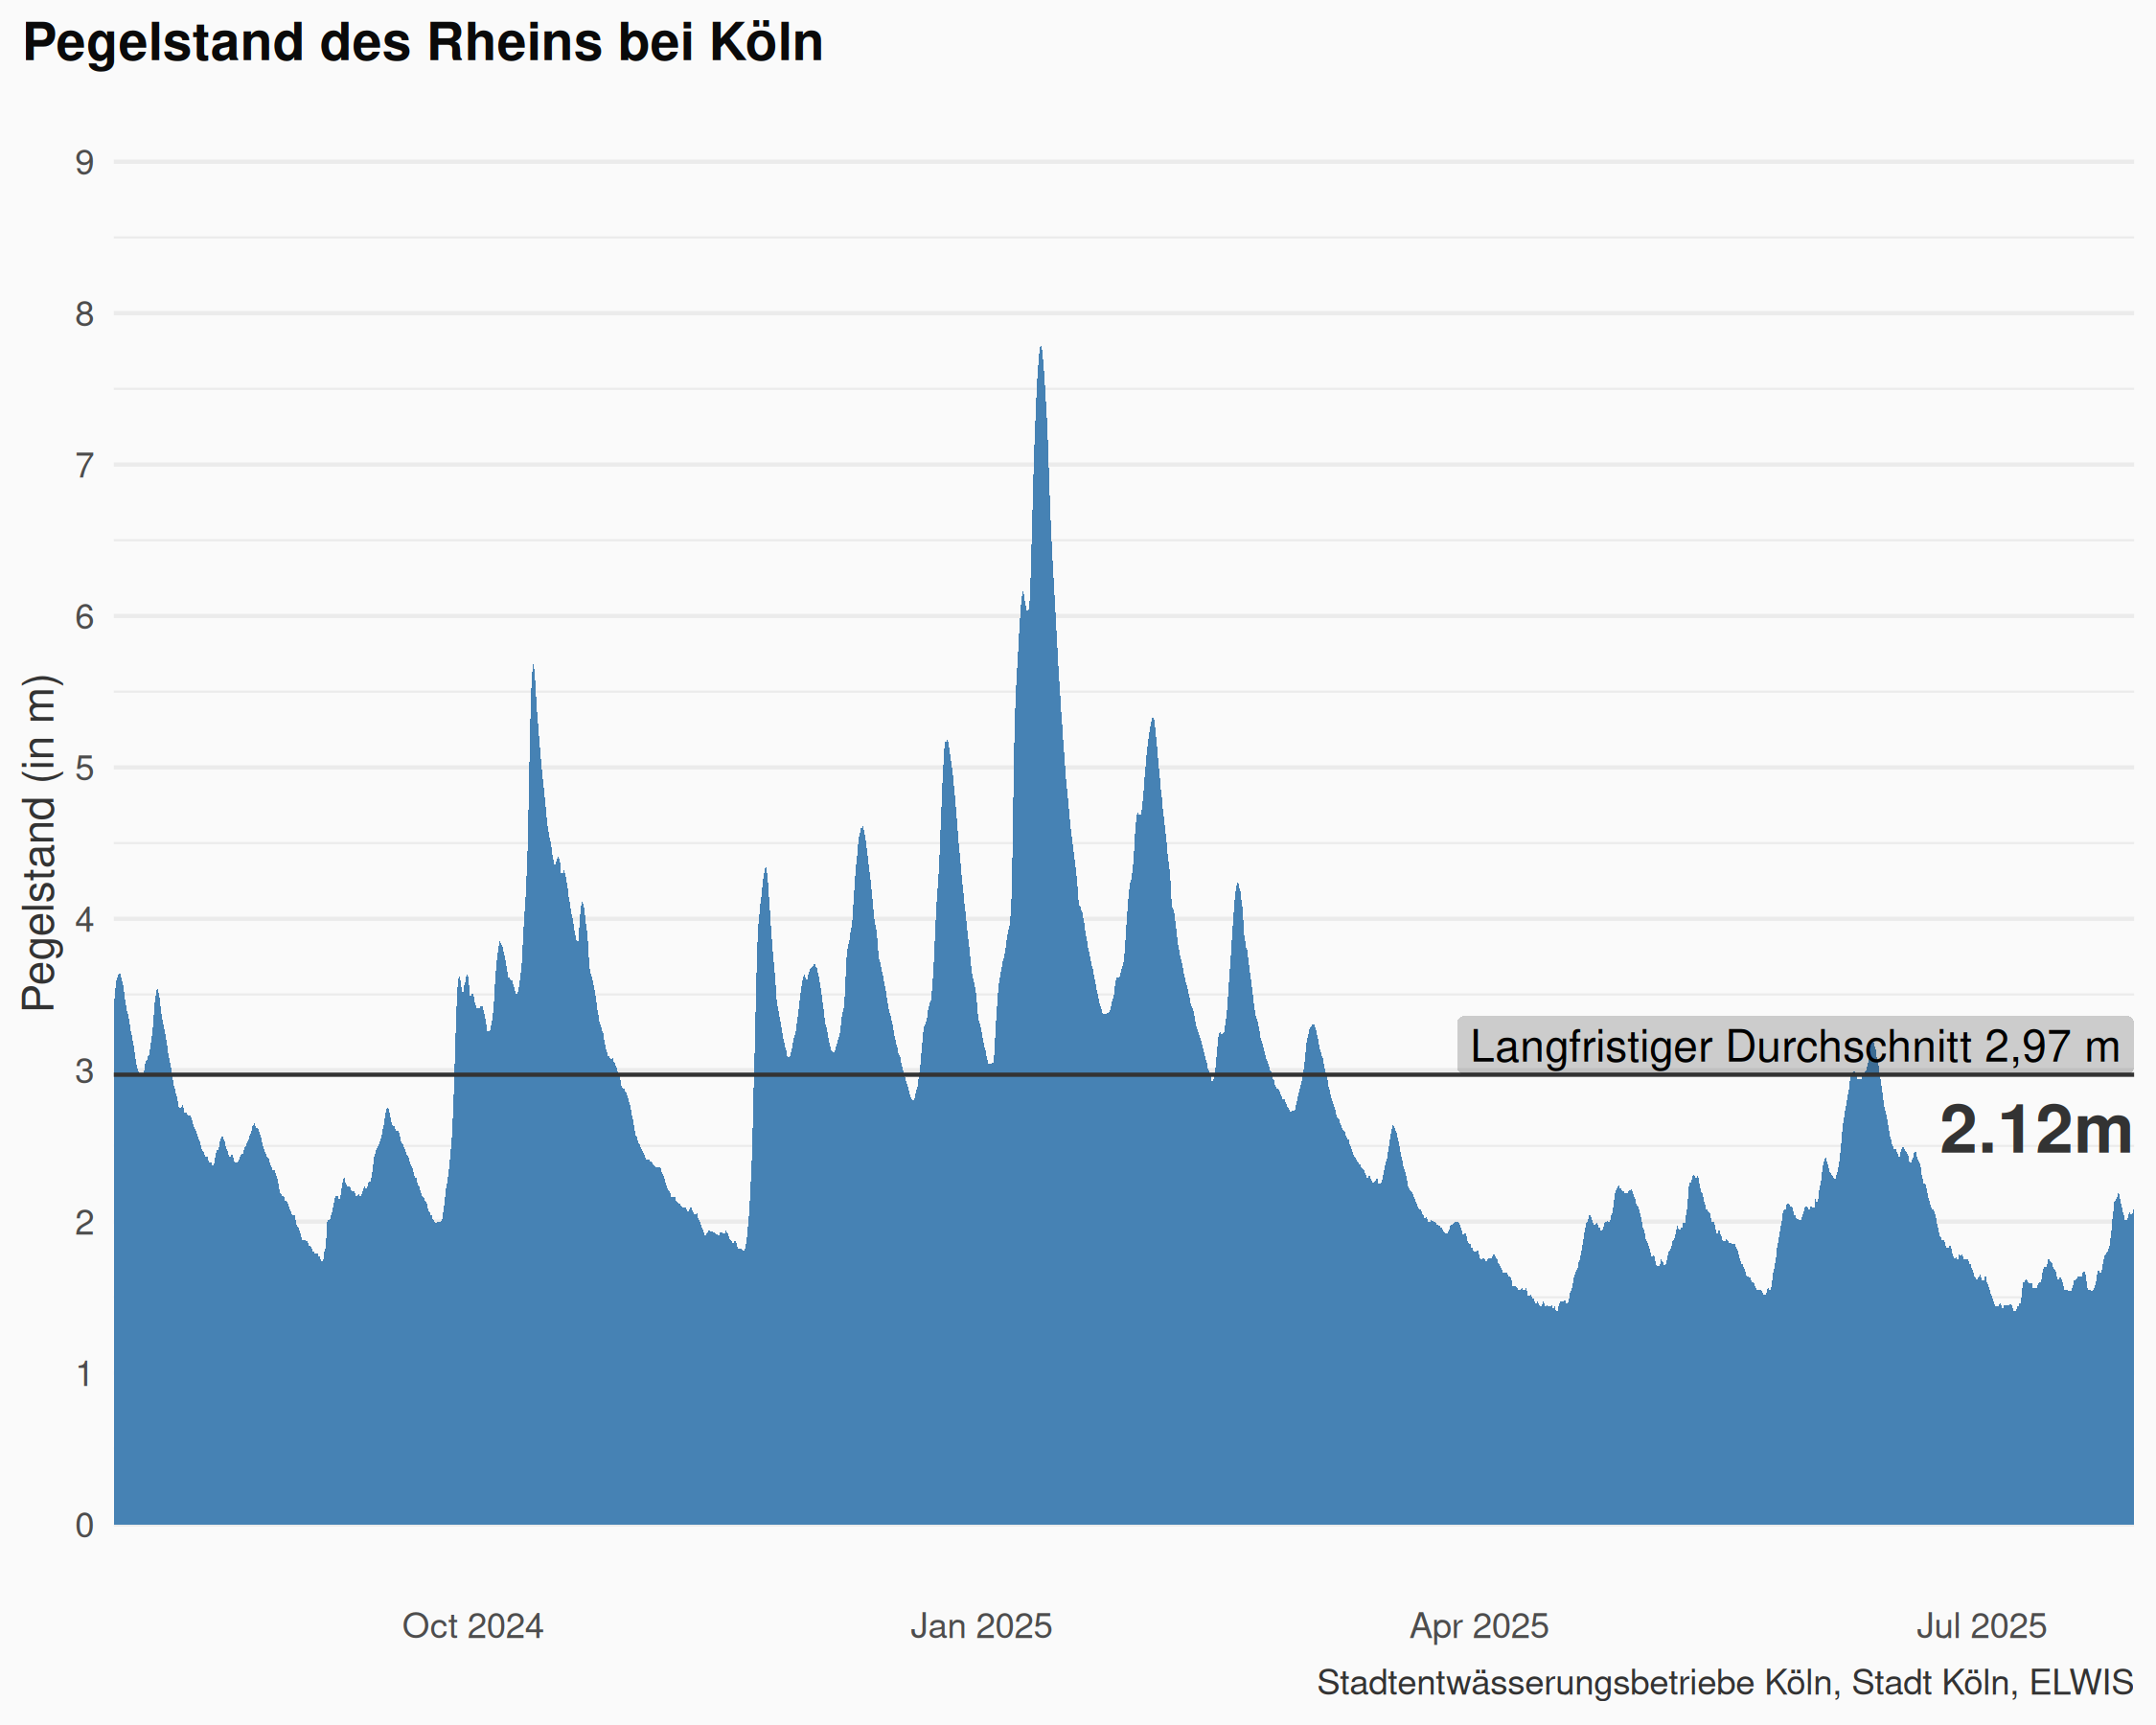 Pegelstand des Rheins bei Köln
Pegelstand (in m)
9
8
7
6
5
4
3
2
1
0
Langfristiger Durchschnitt 2,97 m
2.12m
Oct 2024
Jan 2025
Apr 2025
Jul 2025
Stadtentwässerungsbetriebe Köln, Stadt Köln, ELWIS